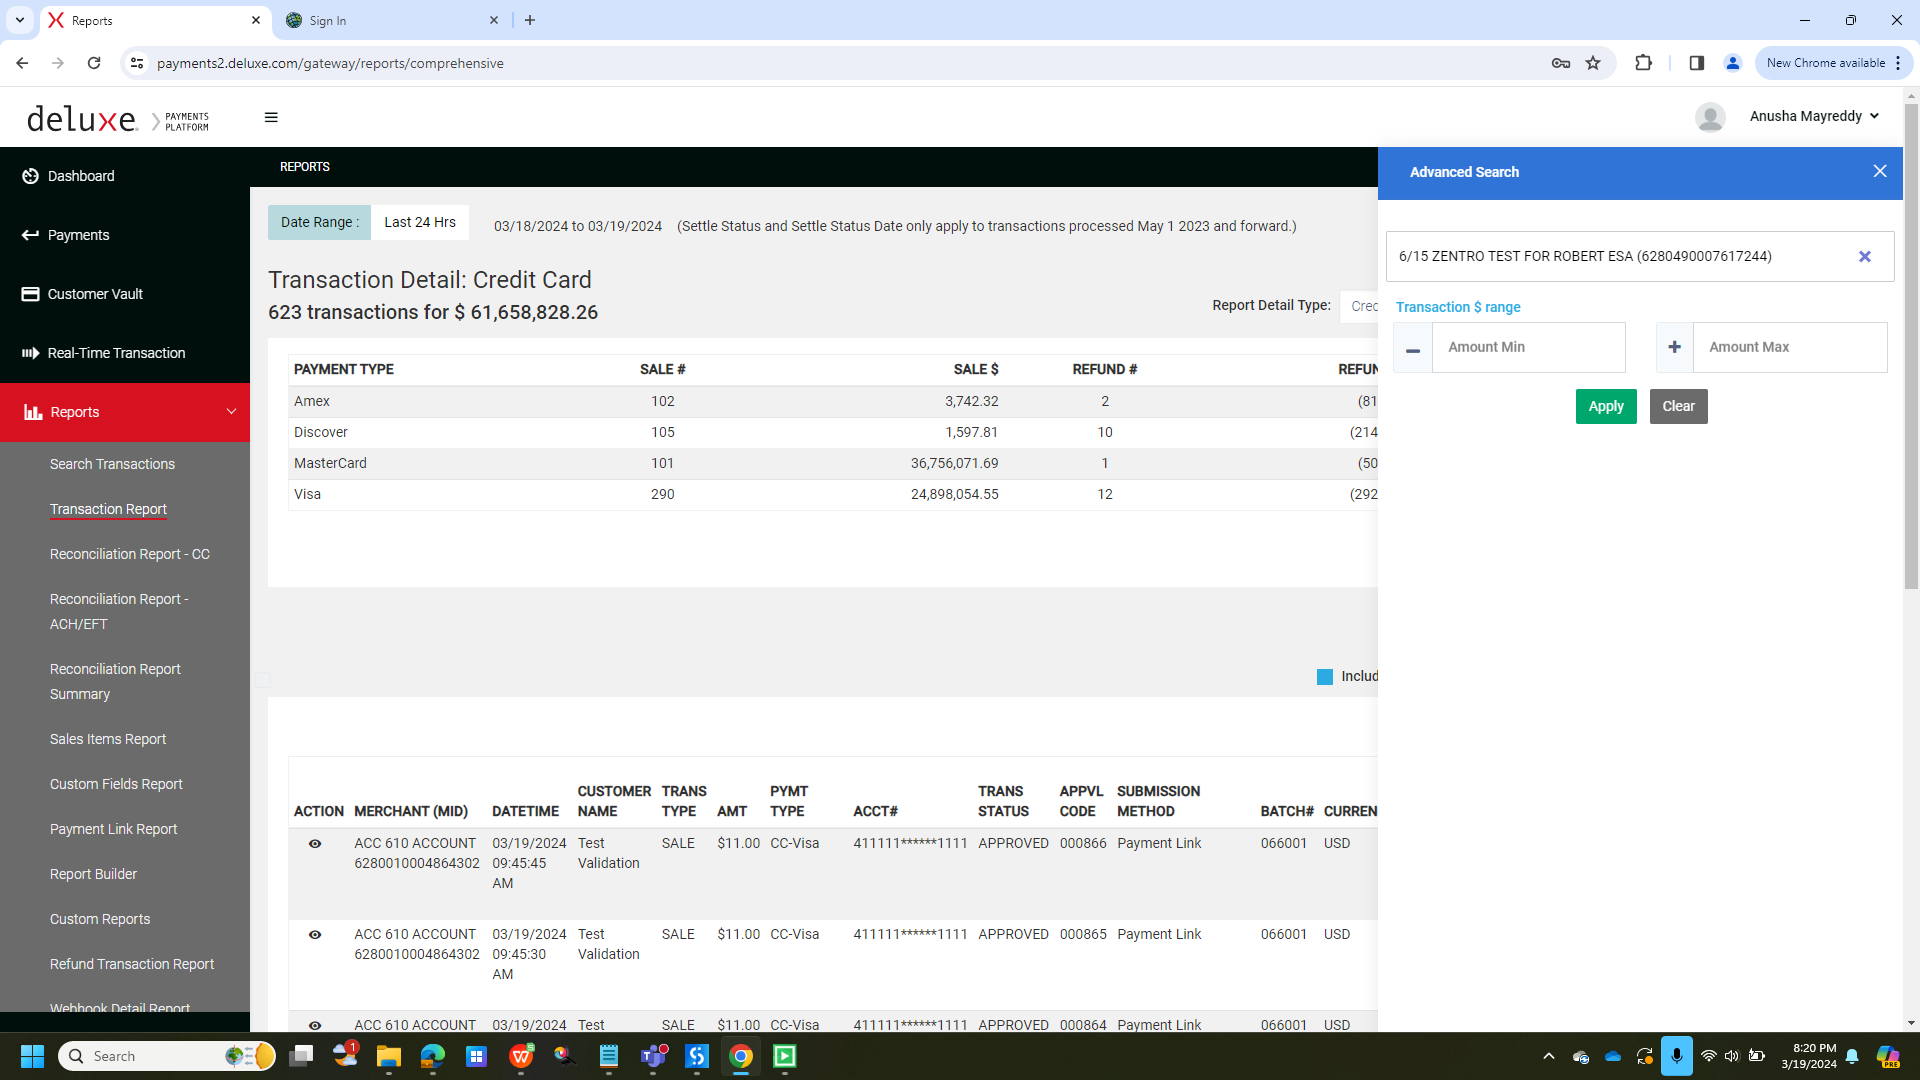 Reports
Sign In
payments2.deluxe.com/gateway/reports/comprehensive
New Chrome available
deluxe. PAYMENTS PLATFORM
Anusha Mayreddy
Dashboard
Payments
Customer Vault
Real-Time Transaction
Reports
Search Transactions
Transaction Report
Reconciliation Report - CC
Reconciliation Report -
ACH/EFT
Reconciliation Report
Summary
Sales Items Report
Custom Fields Report
Payment Link Report
Report Builder
Custom Reports
Refund Transaction Report
Webhook Detail Report
REPORTS
Date Range : Last 24 Hrs 03/18/2024 to 03/19/2024 (Settle Status and Settle Status Date only apply to transactions processed May 1 2023 and forward.)
Transaction Detail: Credit Card
623 transactions for $ 61,658,828.26
Report Detail Type: Cred
PAYMENT TYPE SALE # SALE $ REFUND # REFUN
Amex 102 3,742.32 2 (81
Discover 105 1,597.81 10 (214
MasterCard 101 36,756,071.69 1 (50
Visa 290 24,898,054.55 12 (292
Includ
ACTION MERCHANT (MID) DATETIME CUSTOMER NAME TRANS TYPE AMT PYMT TYPE ACCT# TRANS STATUS APPVL CODE SUBMISSION METHOD BATCH# CURREN
ACC 610 ACCOUNT 03/19/2024 Test SALE $11.00 CC-Visa 411111******1111 APPROVED 000866 Payment Link 066001 USD
6280010004864302 09:45:45 Validation
AM
ACC 610 ACCOUNT 03/19/2024 Test SALE $11.00 CC-Visa 411111******1111 APPROVED 000865 Payment Link 066001 USD
6280010004864302 09:45:30 Validation
AM
ACC 610 ACCOUNT 03/19/2024 Test SALE $11.00 CC-Visa 411111******1111 APPROVED 000864 Payment Link 066001 USD
Advanced Search
6/15 ZENTRO TEST FOR ROBERT ESA (6280490007617244)
Transaction $ range
Amount Min
Amount Max
Apply Clear
Search
1
8:20 PM
3/19/2024